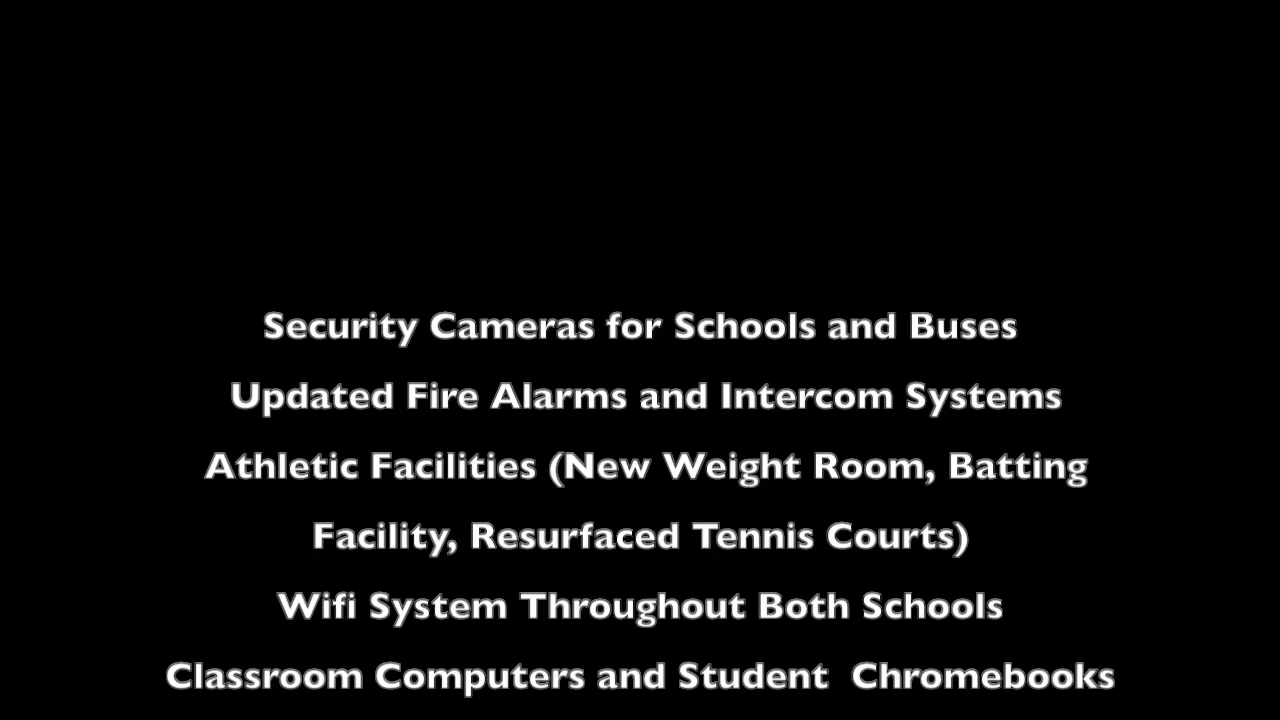 Security Cameras for Schools and Buses
Updated Fire Alarms and Intercom Systems
Athletic Facilities (New Weight Room, Batting
Facility, Resurfaced Tennis Courts)
Wifi System Throughout Both Schools
Classroom Computers and Student  Chromebooks